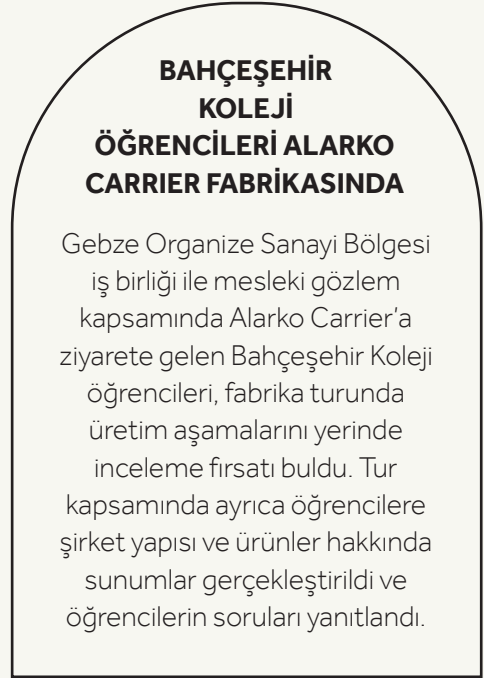 BAHÇEŞEHİR
KOLEJİ
ÖĞRENCİLERİ ALARKO
CARRIER FABRİKASINDA
Gebze Organize Sanayi Bölgesi
iş birliği ile mesleki gözlem
kapsamında Alarko Carrier'a
ziyarete gelen Bahçeşehir Koleji
öğrencileri, fabrika turunda
üretim aşamalarını yerinde
inceleme fırsatı buldu. Tur
kapsamında ayrıca öğrencilere
şirket yapısı ve ürünler hakkında
sunumlar gerçekleştirildi ve
öğrencilerin soruları yanıtlandı.